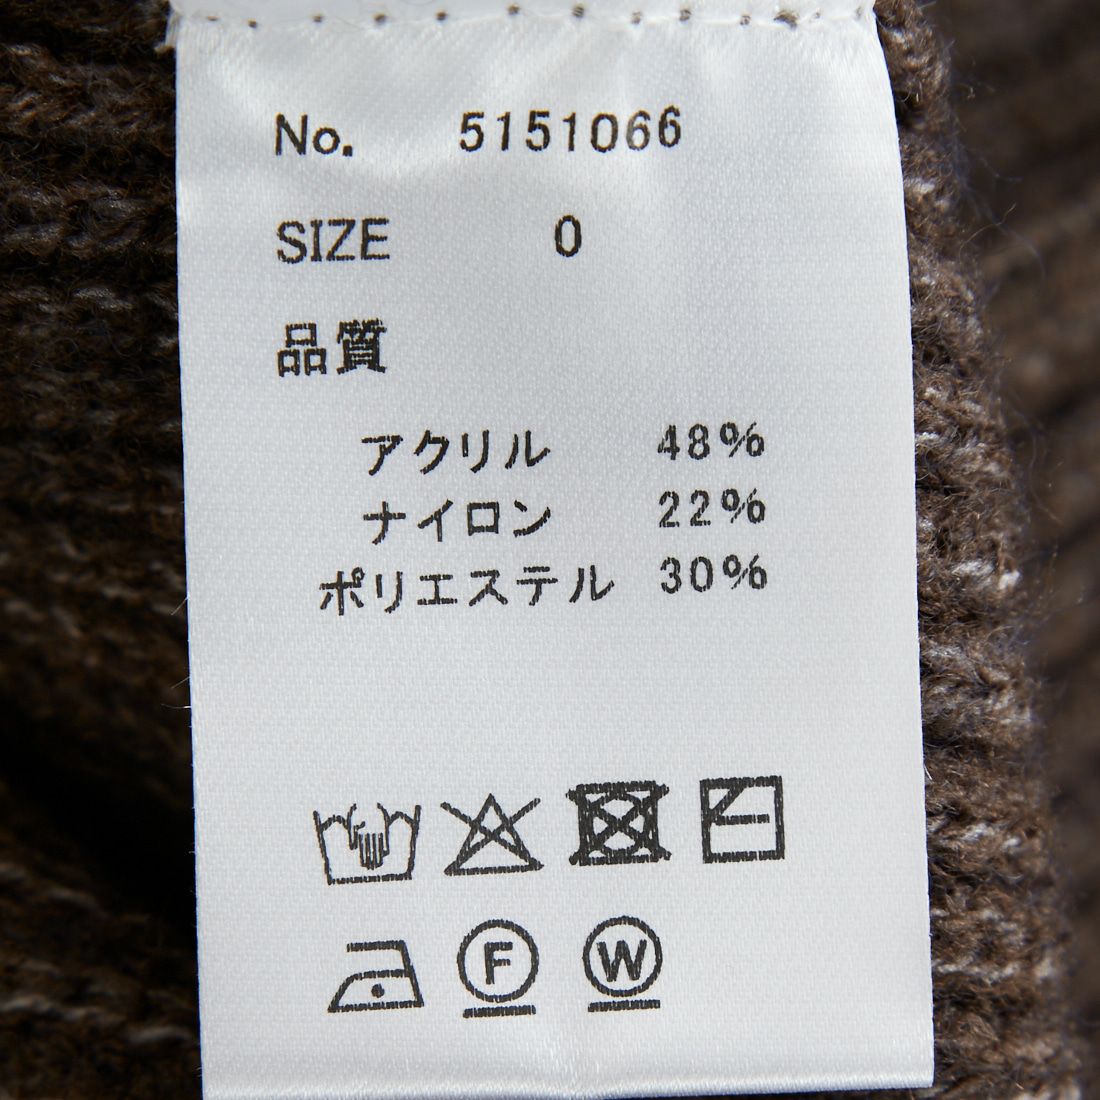 No. 5151066
SIZE 0
品質
アクリル 48%
ナイロン 22%
ポリエステル 30%
F W